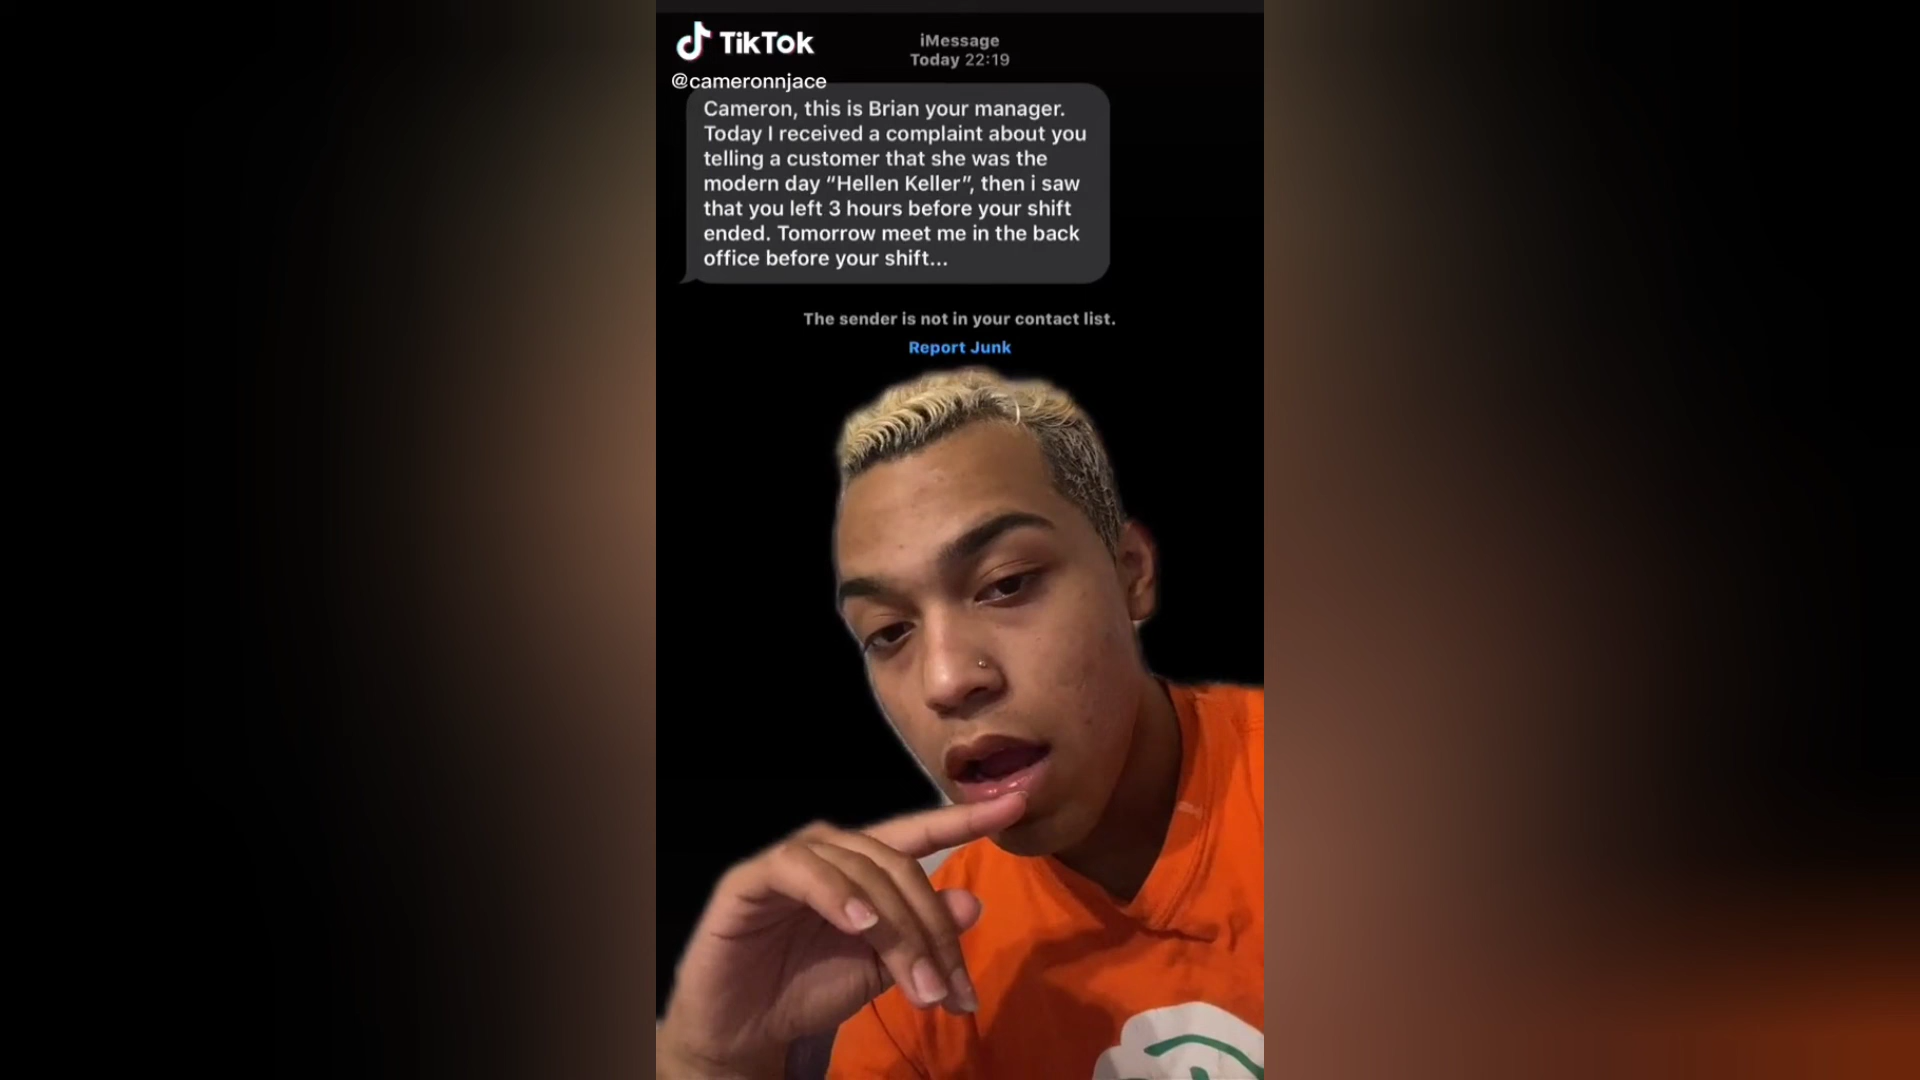 TikTok
@cameronnjace
iMessage
Today 22:19
Cameron, this is Brian your manager.
Today I received a complaint about you
telling a customer that she was the
modern day “Hellen Keller”, then i saw
that you left 3 hours before your shift
ended. Tomorrow meet me in the back
office before your shift...
The sender is not in your contact list.
Report Junk